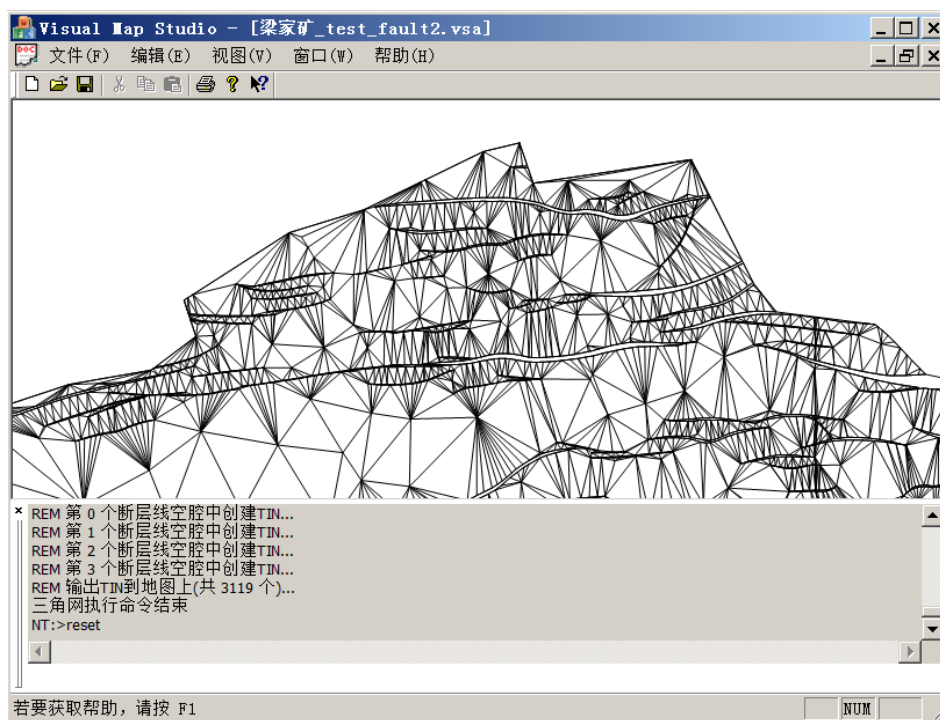 Visual Map Studio - [梁家矿_test_fault2.vsa]
文件(F) 编辑(E) 视图(V) 窗口(W) 帮助(H)
REM 第 0 个断层线空腔中创建TIN...
REM 第 1 个断层线空腔中创建TIN...
REM 第 2 个断层线空腔中创建TIN...
REM 第 3 个断层线空腔中创建TIN...
REM 输出TIN到地图上(共 3119 个)...
三角网执行命令结束
NT:>reset
若要获取帮助，请按 F1 NUM